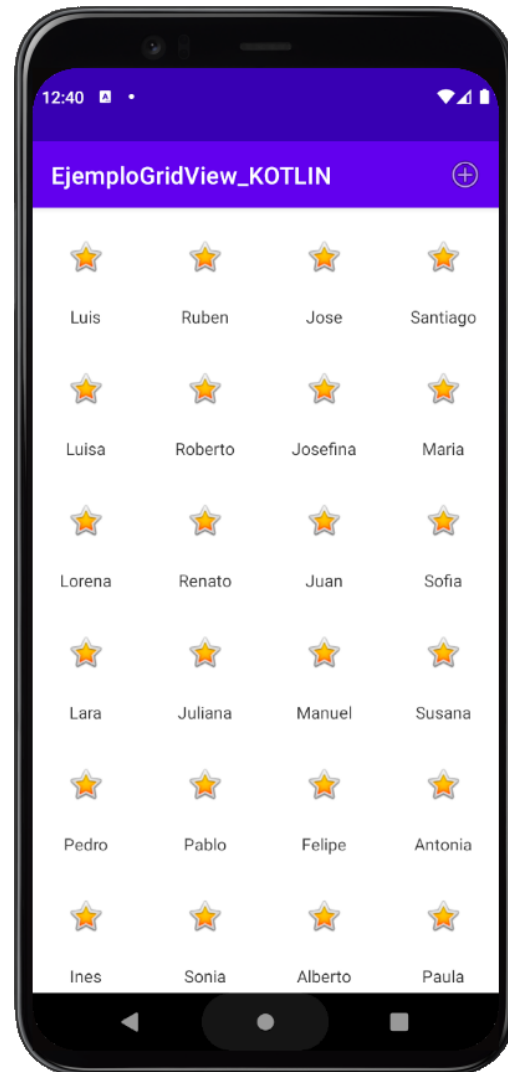 12:40
EjemploGridView_KOTLIN
Luis Ruben Jose Santiago
Luisa Roberto Josefina Maria
Lorena Renato Juan Sofia
Lara Juliana Manuel Susana
Pedro Pablo Felipe Antonia
Ines Sonia Alberto Paula